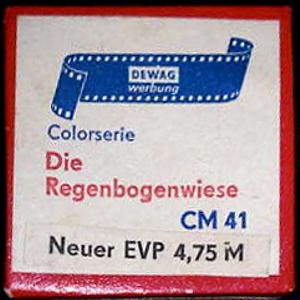 DEWAG
werbung
Colorserie
Die
Regenbogenwiese
CM 41
Neuer EVP 4,75 M